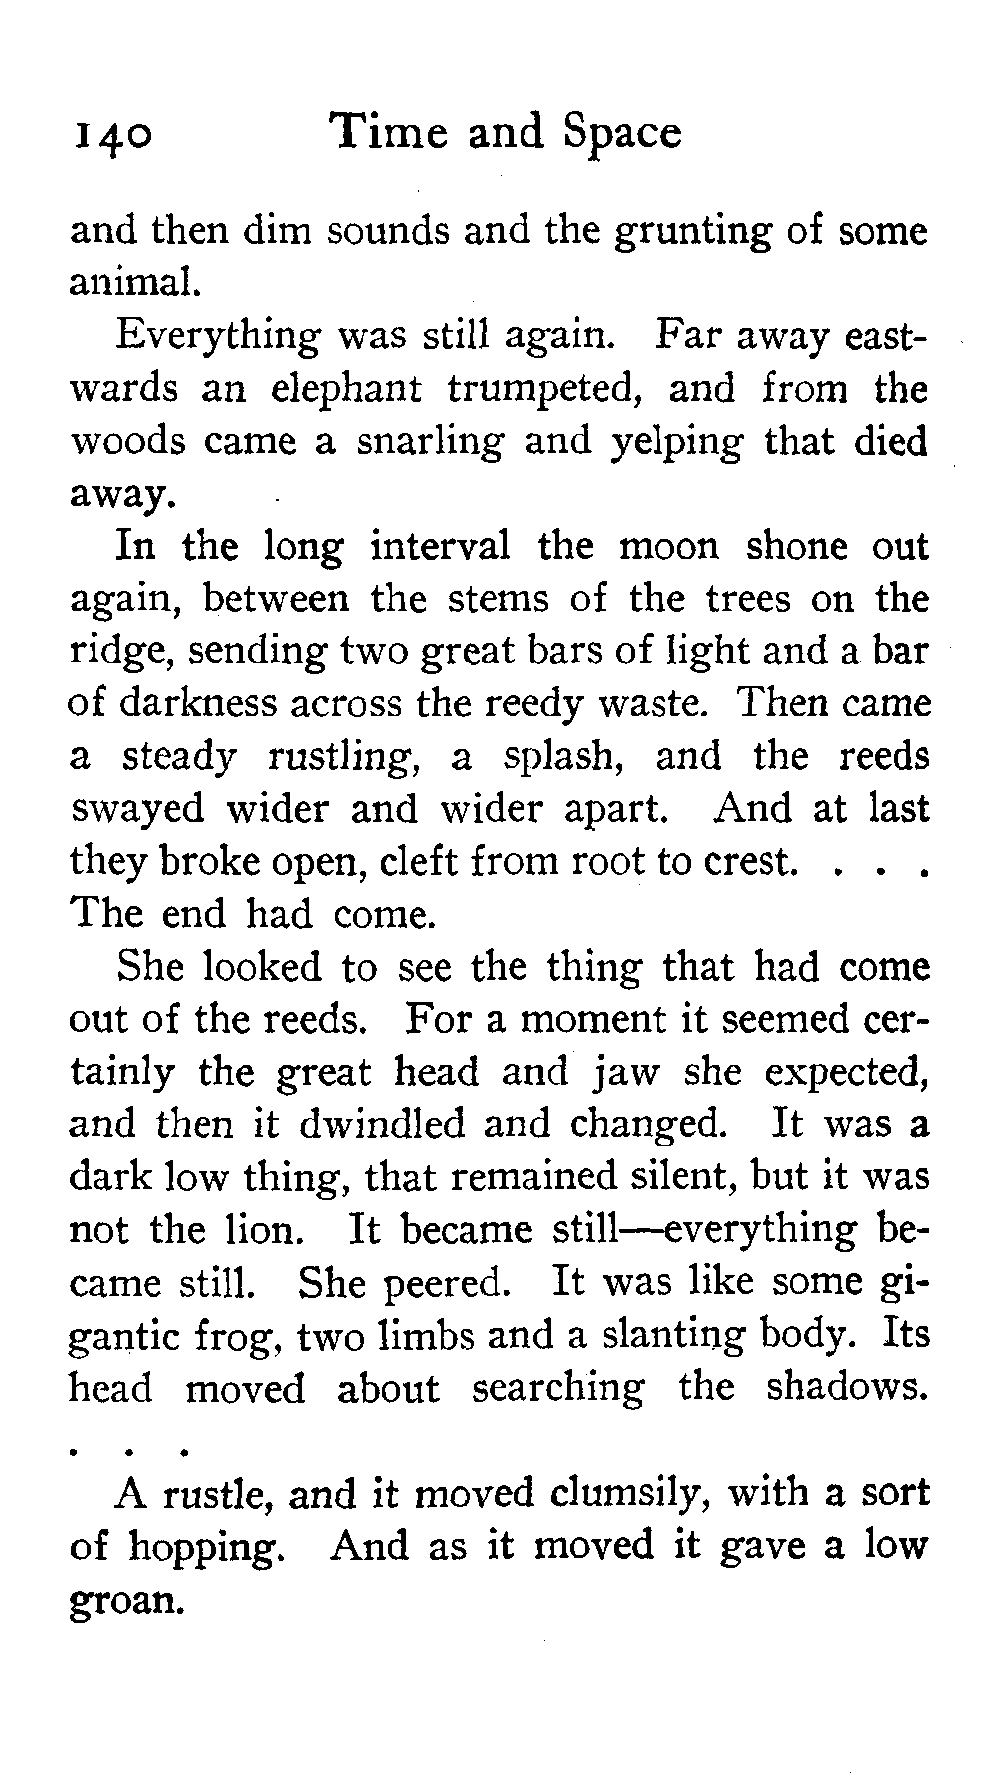 140 Time and Space
and then dim sounds and the grunting of some
animal.
Everything was still again. Far away east-
wards an elephant trumpeted, and from the
woods came a snarling and yelping that died
away.
In the long interval the moon shone out
again, between the stems of the trees on the
ridge, sending two great bars of light and a bar
of darkness across the reedy waste. Then came
a steady rustling, a splash, and the reeds
swayed wider and wider apart. And at last
they broke open, cleft from root to crest. . . .
The end had come.
She looked to see the thing that had come
out of the reeds. For a moment it seemed cer-
tainly the great head and jaw she expected,
and then it dwindled and changed. It was a
dark low thing, that remained silent, but it was
not the lion. It became still—everything be-
came still. She peered. It was like some gi-
gantic frog, two limbs and a slanting body. Its
head moved about searching the shadows.
. . .
A rustle, and it moved clumsily, with a sort
of hopping. And as it moved it gave a low
groan.